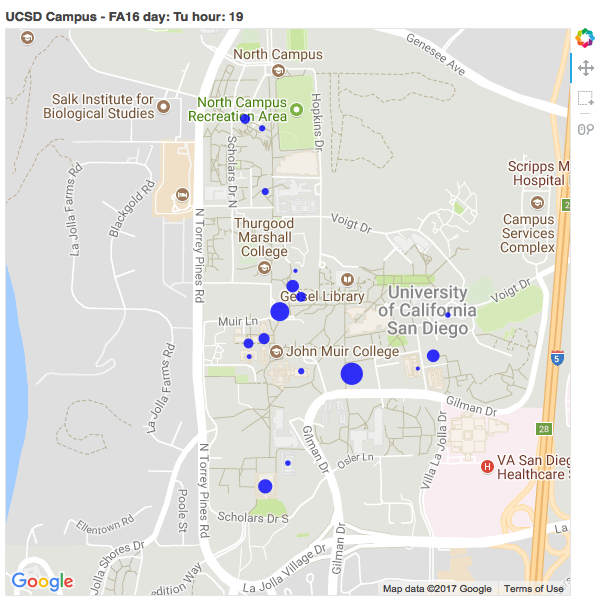 UCSD Campus - FA16 day: Tu hour: 19
Genesee Ave
North Campus
Salk Institute for
Biological Studies
North Campus
Recreation Area
Hopkins Dr
Scholars Dr N
La Jolla Farms Rd
Blackgold Rd
Scripps M
Hospital
2
Campus
Services
Complex
N Torrey Pines Rd
Thurgood
Marshall
College
Voigt Dr
Geisel Library
University
of California
San Diego
Voigt Dr
Muir Ln
John Muir College
5
La Jolla Farms Rd
Gilman Dr
28
Gilman Dr
Villa La Jolla Dr
Osler Ln
H
VA San Dieg
Healthcare S
N Torrey Pines Rd
Poole St
Ellentown Rd
Scholars Dr S
La Jolla Shores Dr
Gilman Dr
La
La Jolla Village Dr
edition Way
Google
Map data ©2017 Google
Terms of Use